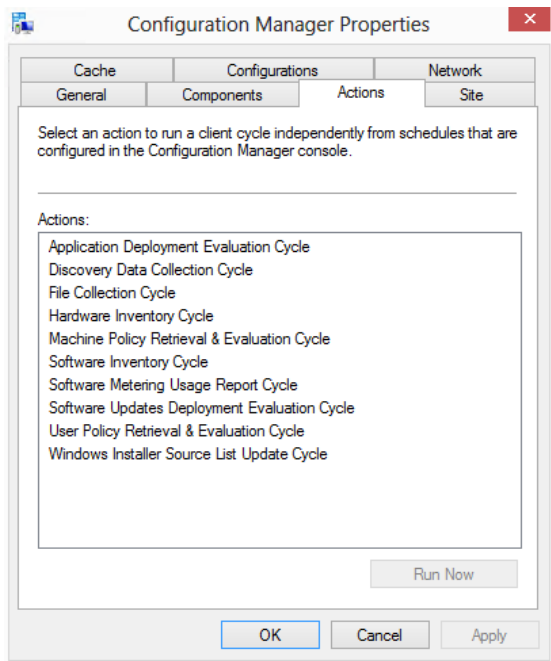 Configuration Manager Properties
Cache Configurations Network
General Components Actions Site
Select an action to run a client cycle independently from schedules that are
configured in the Configuration Manager console.
Actions:
Application Deployment Evaluation Cycle
Discovery Data Collection Cycle
File Collection Cycle
Hardware Inventory Cycle
Machine Policy Retrieval & Evaluation Cycle
Software Inventory Cycle
Software Metering Usage Report Cycle
Software Updates Deployment Evaluation Cycle
User Policy Retrieval & Evaluation Cycle
Windows Installer Source List Update Cycle
Run Now
OK Cancel Apply